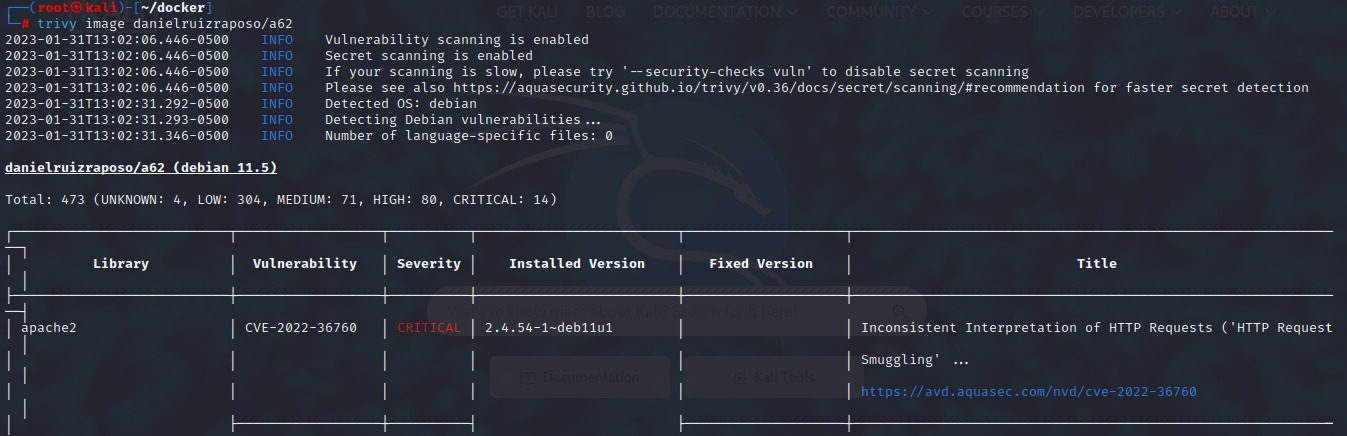 GET KALI BLOG DOCUMENTATION COMMUNITY COURSES DEVELOPERS ABOUT
(root㉿kali)-[~/docker]
# trivy image danielruizraposo/a62
2023-01-31T13:02:06.446-0500 INFO Vulnerability scanning is enabled
2023-01-31T13:02:06.446-0500 INFO Secret scanning is enabled
2023-01-31T13:02:06.446-0500 INFO If your scanning is slow, please try '--security-checks vuln' to disable secret scanning
2023-01-31T13:02:06.446-0500 INFO Please see also https://aquasecurity.github.io/trivy/v0.36/docs/secret/scanning/#recommendation for faster secret detection
2023-01-31T13:02:31.292-0500 INFO Detected OS: debian
2023-01-31T13:02:31.293-0500 INFO Detecting Debian vulnerabilities...
2023-01-31T13:02:31.346-0500 INFO Number of language-specific files: 0
danielruizraposo/a62 (debian 11.5)
Total: 473 (UNKNOWN: 4, LOW: 304, MEDIUM: 71, HIGH: 80, CRITICAL: 14)
Library Vulnerability Severity Installed Version Fixed Version Title
apache2 CVE-2022-36760 CRITICAL 2.4.54-1~deb11u1 Inconsistent Interpretation of HTTP Requests ('HTTP Request
Smuggling' ...
Documentation Kali Tools
https://avd.aquasec.com/nvd/cve-2022-36760